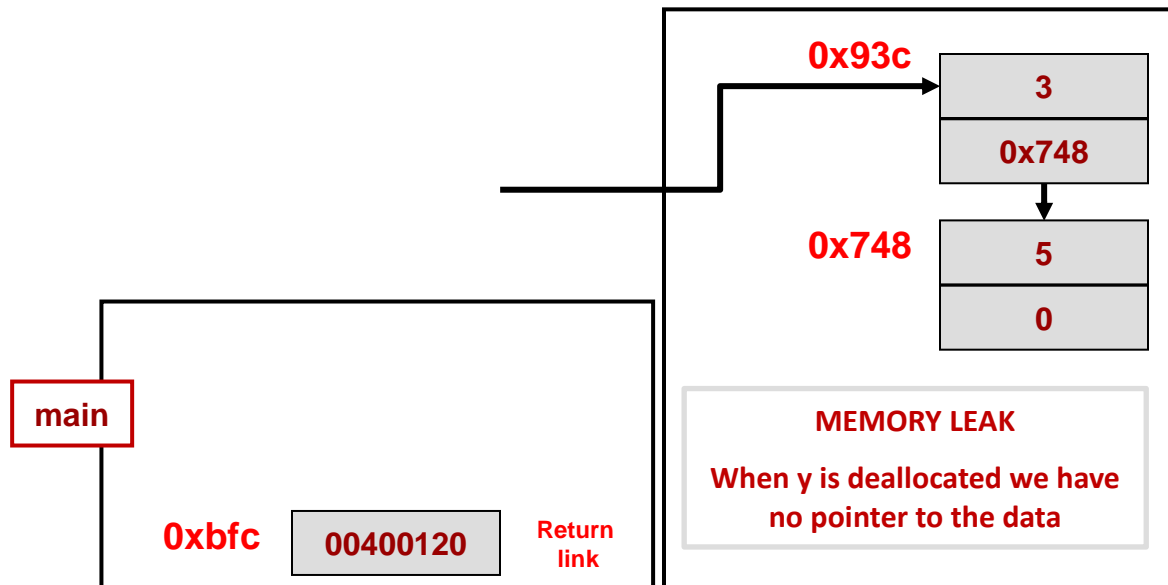 0x93c
3
0x748
0x748
5
0
main
MEMORY LEAK
When y is deallocated we have
no pointer to the data
0xbfc
00400120
Return
link